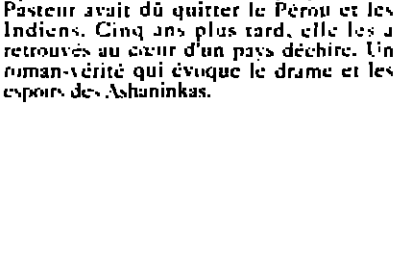 Pasteur avait dû quitter le Pérou et les
Indiens. Cinq ans plus tard, elle les a
retrouvés au cœur d'un pays déchiré. Un
roman-vérité qui évoque le drame et les
espoirs des Ashaninkas.